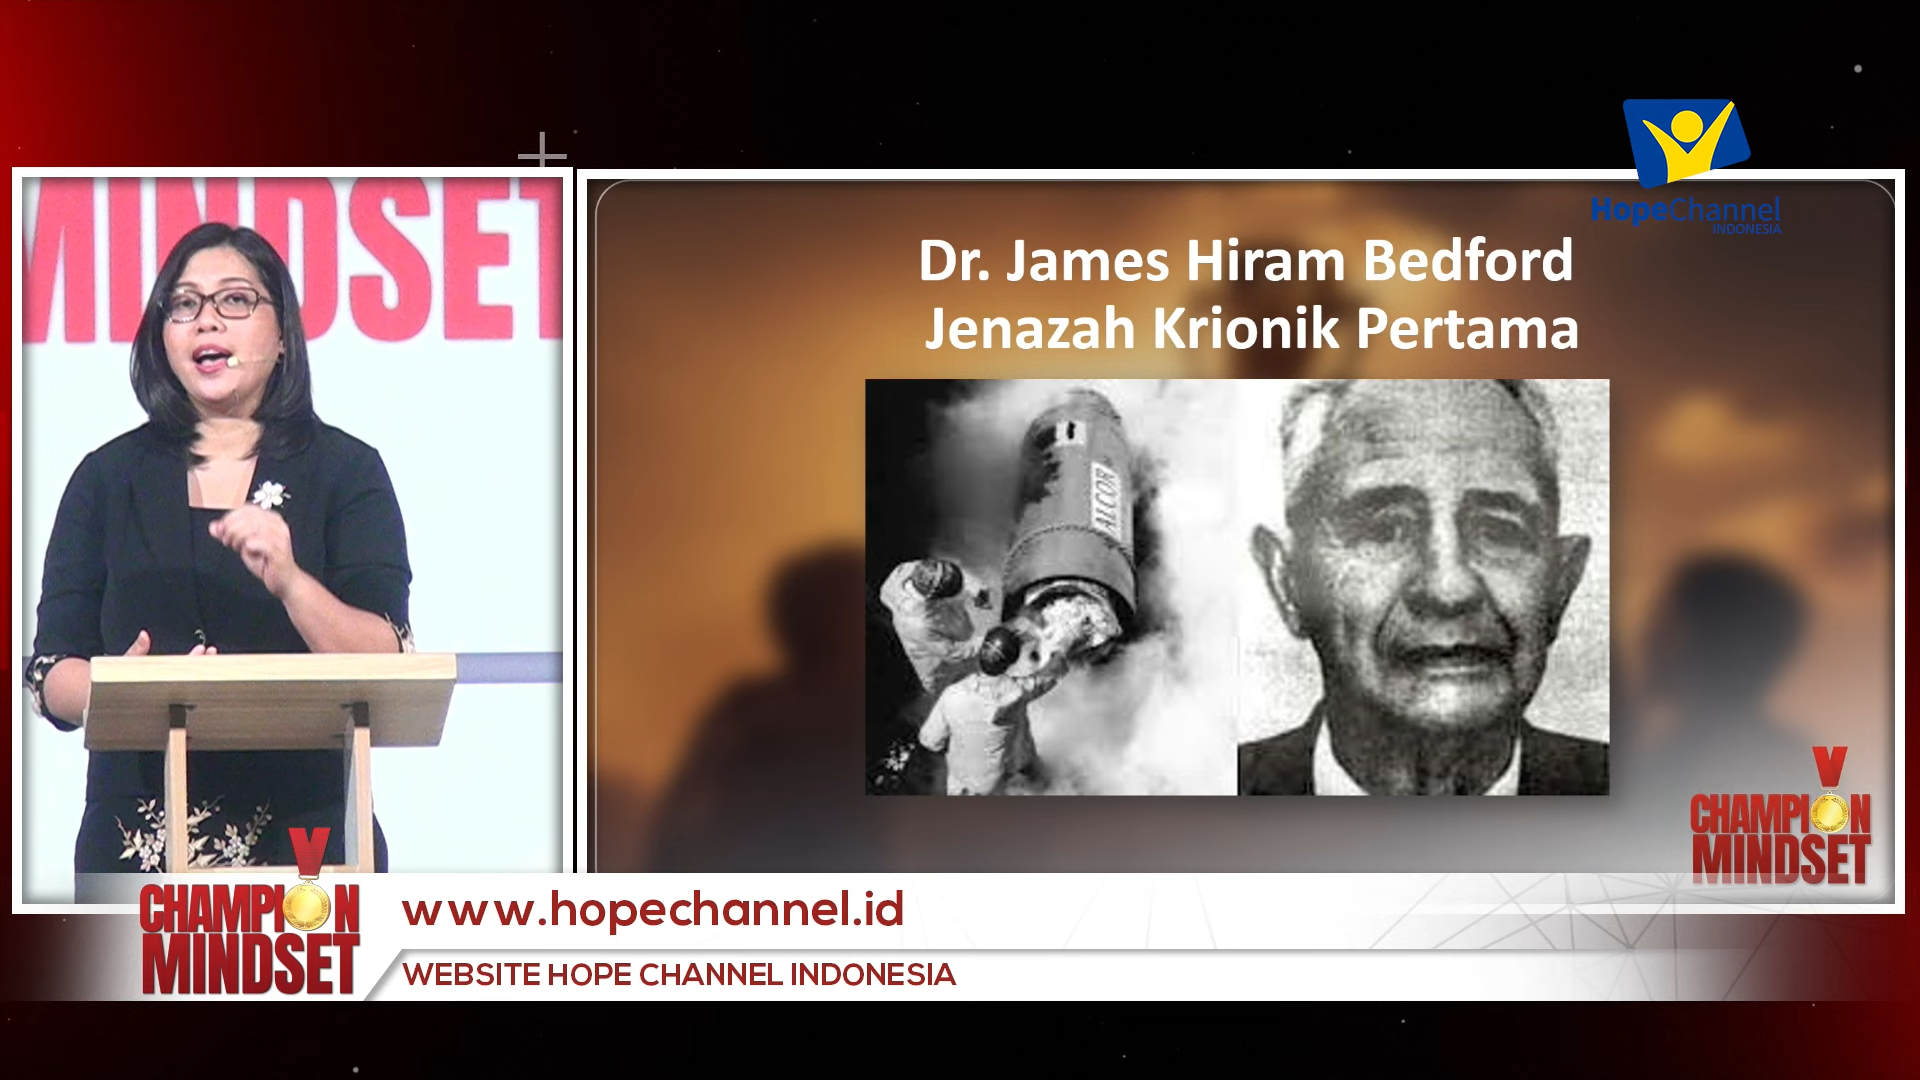 MINDSET
HopeChannel
INDONESIA
Dr. James Hiram Bedford
Jenazah Krionik Pertama
ALCOR
CHAMPION
MINDSET
CHAMPION
MINDSET
www.hopechannel.id
WEBSITE HOPE CHANNEL INDONESIA